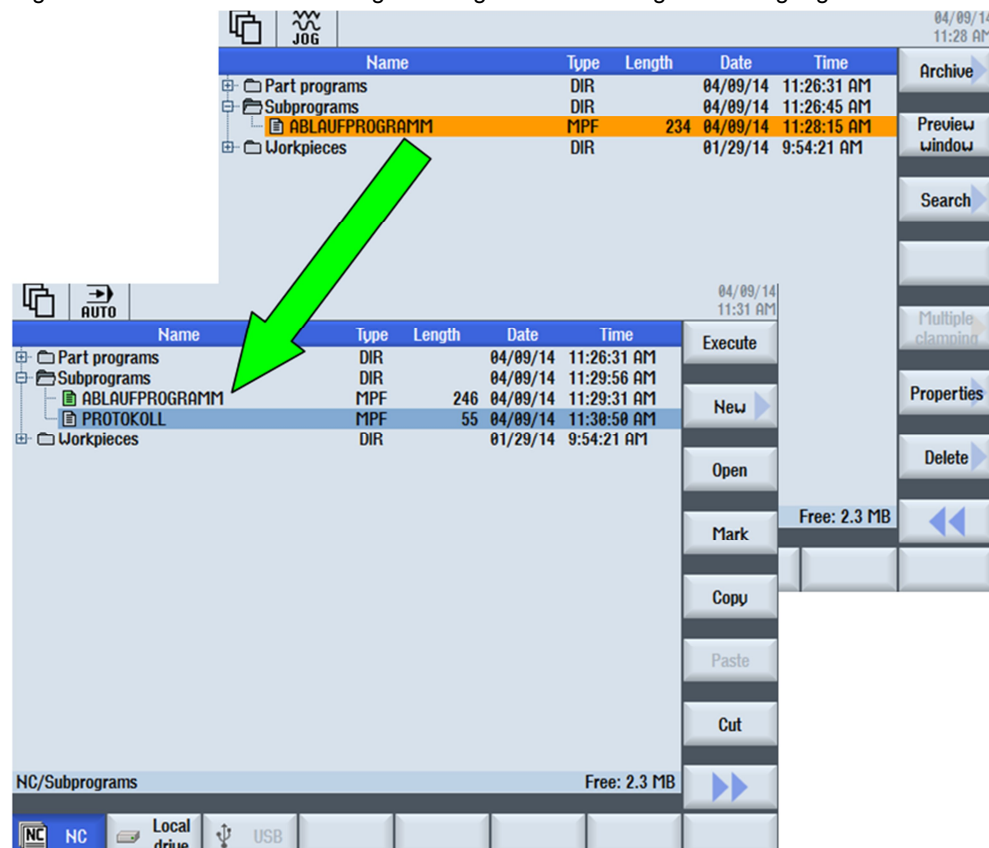 04/09/14
11:28 AM
JOG
Name Type Length Date Time
Archive
Part programs DIR 04/09/14 11:26:31 AM
Subprograms DIR 04/09/14 11:26:45 AM
ABLAUFPROGRAMM MPF 234 04/09/14 11:28:15 AM
Preview
window
Workpieces DIR 01/29/14 9:54:21 AM
Search
Multiple
clamping
Properties
Delete
Free: 2.3 MB
04/09/14
11:31 AM
AUTO
Name Type Length Date Time
Execute
Part programs DIR 04/09/14 11:26:31 AM
Subprograms DIR 04/09/14 11:29:56 AM
ABLAUFPROGRAMM MPF 246 04/09/14 11:29:31 AM
New
PROTOKOLL MPF 55 04/09/14 11:30:50 AM
Workpieces DIR 01/29/14 9:54:21 AM
Open
Mark
Copy
Paste
Cut
NC/Subprograms Free: 2.3 MB
NC NC Local
drive
USB